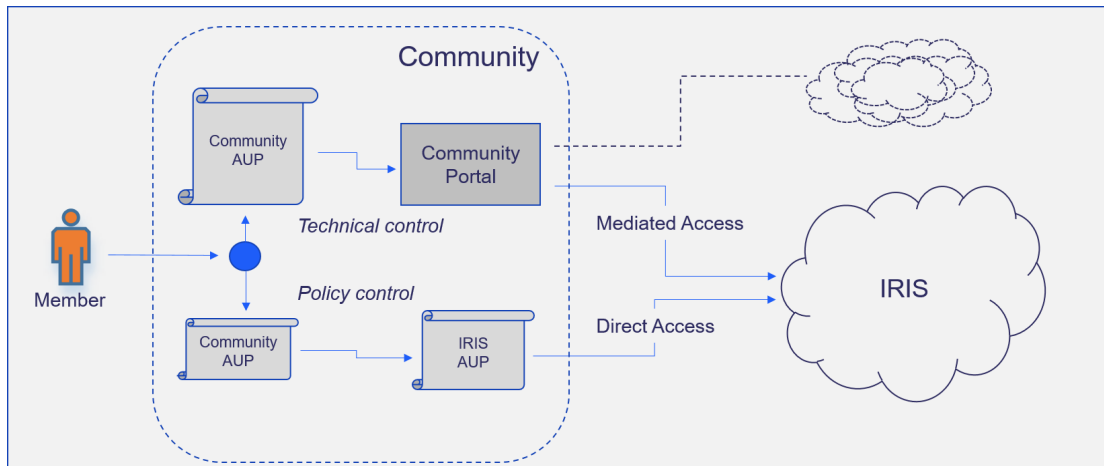 Community
Community
AUP
Community
Portal
Technical control
Mediated Access
Member
IRIS
Policy control
Direct Access
Community
AUP
IRIS
AUP